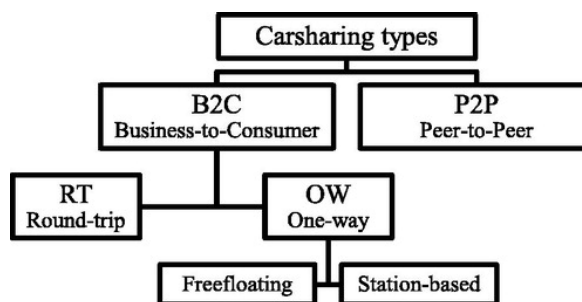 Carsharing types
B2C
Business-to-Consumer
P2P
Peer-to-Peer
RT
Round-trip
OW
One-way
Freefloating
Station-based